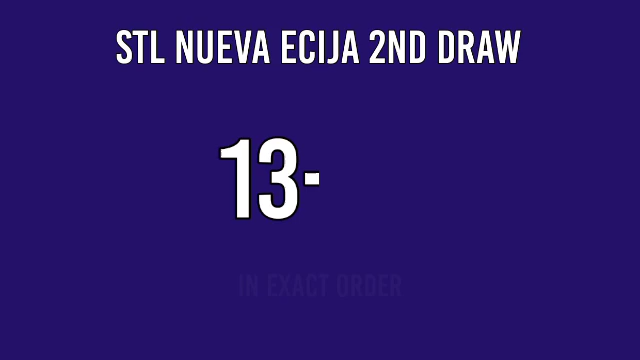 STL NUEVA ECIJA 2ND DRAW
13-
IN EXACT ORDER